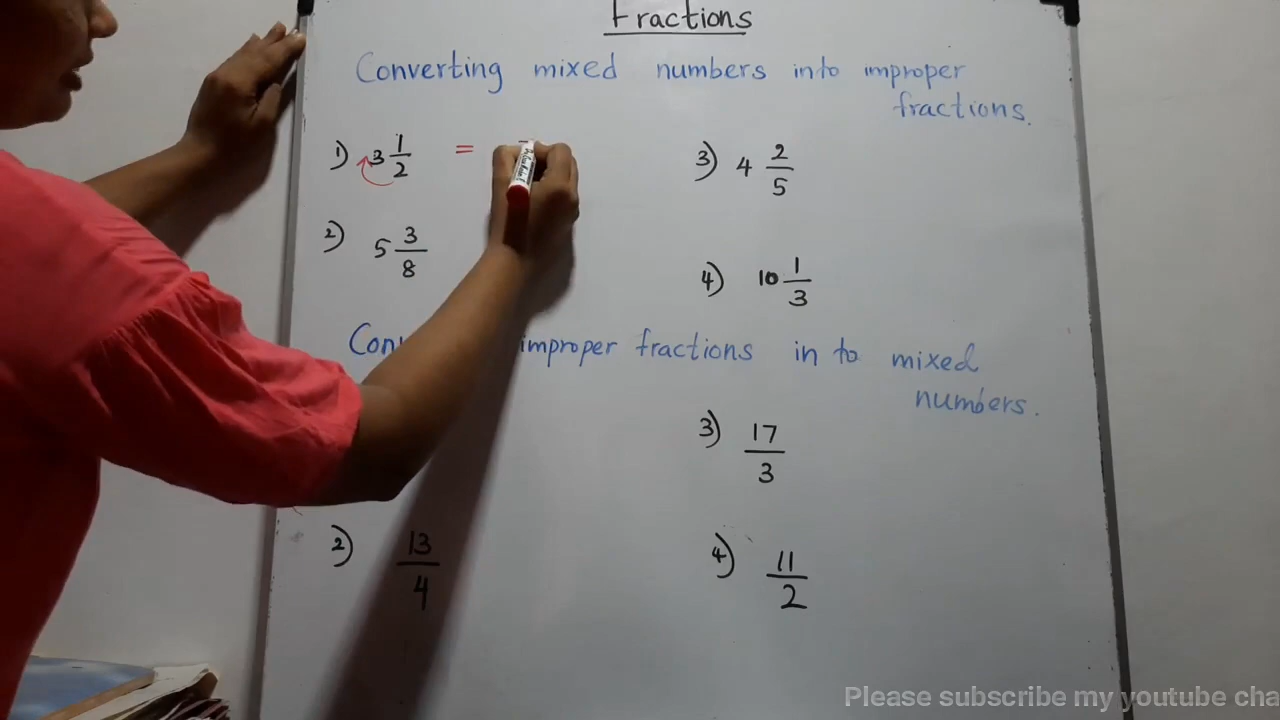 Fractions
Converting mixed numbers into improper
fractions.
1) 3 1/2 =
3) 4 2/5
2) 5 3/8
4) 10 1/3
improper fractions in to mixed
numbers.
3) 17/3
2) 13/4
4) 11/2
Please subscribe my youtube cha